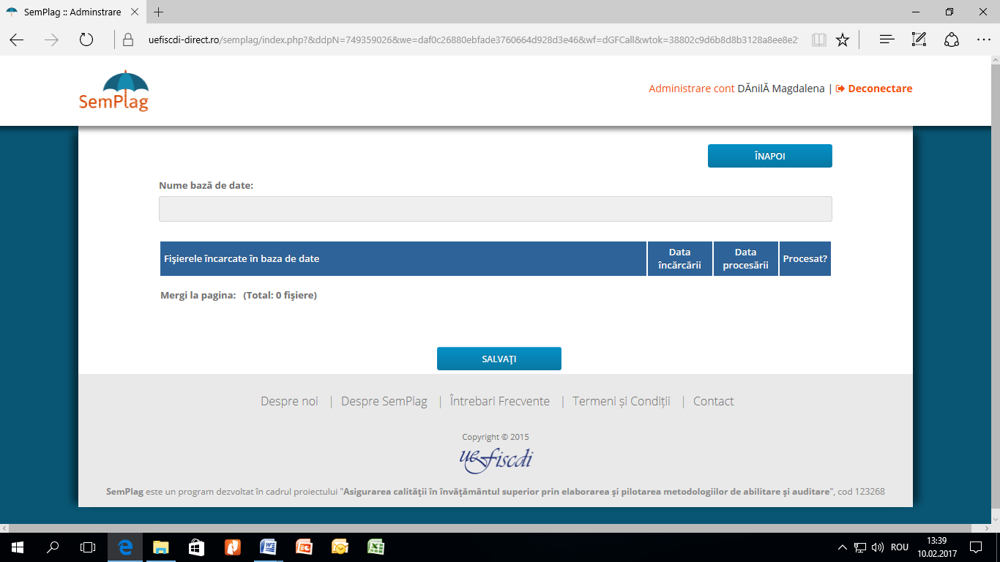 SemPlag :: Adminstrare
uefiscdi-direct.ro/semplag/index.php?&ddpN=749359026&we=daf0c26880ebfade3760664d928d3e46&wf=dGFCall&wtok=38802c9d6b8d8b3128a8ee8e2
SemPlag
Administrare cont DĂnilĂ Magdalena | Deconectare
ÎNAPOI
Nume bază de date:
Fişierele încarcate în baza de date
Data încărcării
Data procesării
Procesat?
Mergi la pagina: (Total: 0 fişiere)
SALVAŢI
Despre noi | Despre SemPlag | Întrebari Frecvente | Termeni și Condiții | Contact
Copyright © 2015
uefiscdi
SemPlag este un program dezvoltat în cadrul proiectului "Asigurarea calităţii în învăţământul superior prin elaborarea şi pilotarea metodologiilor de abilitare şi auditare", cod 123268
ROU
13:39
10.02.2017